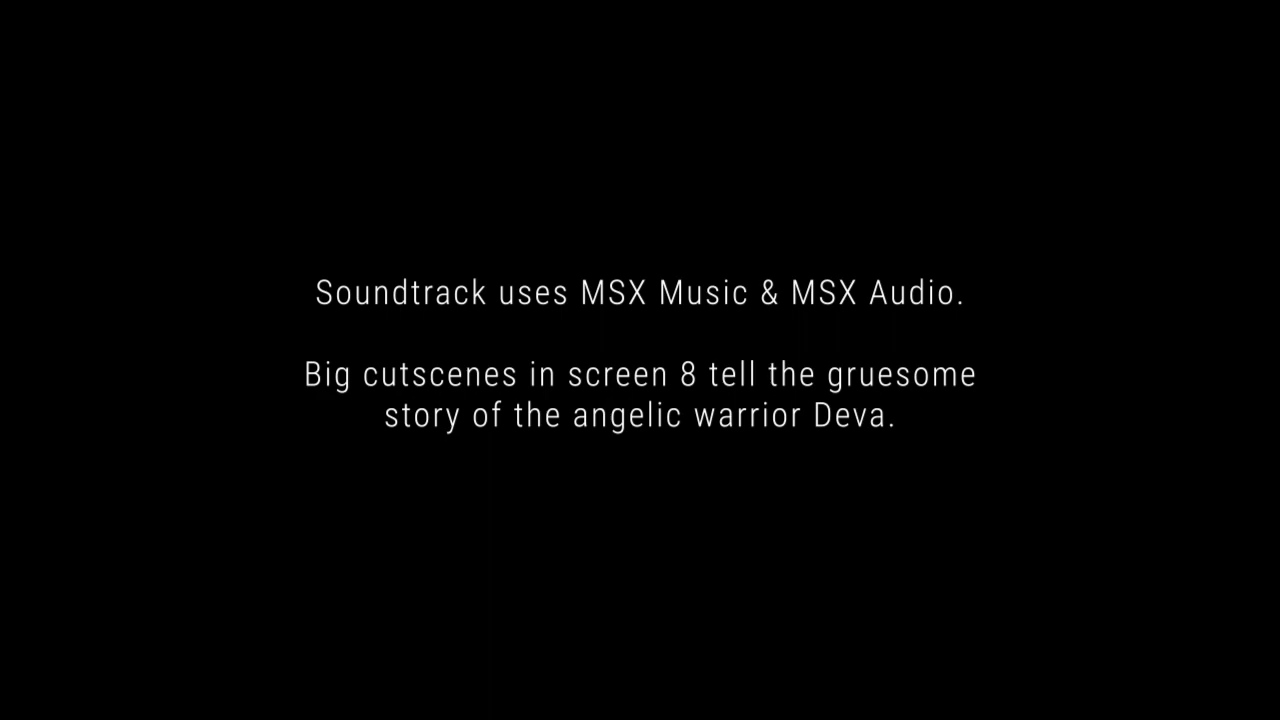 Soundtrack uses MSX Music & MSX Audio.
Big cutscenes in screen 8 tell the gruesome
story of the angelic warrior Deva.